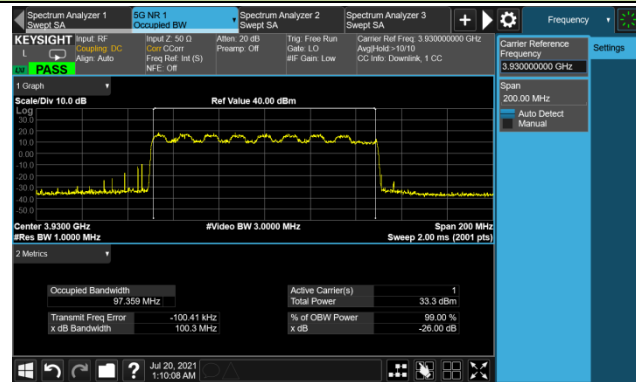 Spectrum Analyzer 1
Swept SA
5G NR 1
Occupied BW
Spectrum Analyzer 2
Swept SA
Spectrum Analyzer 3
Swept SA
+
Frequency
KEYSIGHT
L
PASS
Input: RF
Coupling: DC
Align: Auto
Input Z: 50 Ω
Corr CCorr
Freq Ref: Int (S)
NFE: Off
Atten: 20 dB
Preamp: Off
Trig: Free Run
Gate: LO
#IF Gain: Low
Carrier Ref Freq: 3.930000000 GHz
Avg|Hold:>10/10
CC Info: Downlink, 1 CC
Carrier Reference
Frequency
3.930000000 GHz
Settings
Span
200.00 MHz
Auto Detect
Manual
1 Graph
Scale/Div 10.0 dB
Ref Value 40.00 dBm
Log
30.0
20.0
10.0
0.00
-10.0
-20.0
-30.0
-40.0
-50.0
Center 3.9300 GHz
#Video BW 3.0000 MHz
Span 200 MHz
#Res BW 1.0000 MHz
Sweep 2.00 ms (2001 pts)
2 Metrics
Occupied Bandwidth
97.359 MHz
Active Carrier(s) 1
Total Power 33.3 dBm
Transmit Freq Error -100.41 kHz
% of OBW Power 99.00 %
x dB Bandwidth 100.3 MHz
x dB -26.00 dB
?
Jul 20, 2021
1:10:08 AM